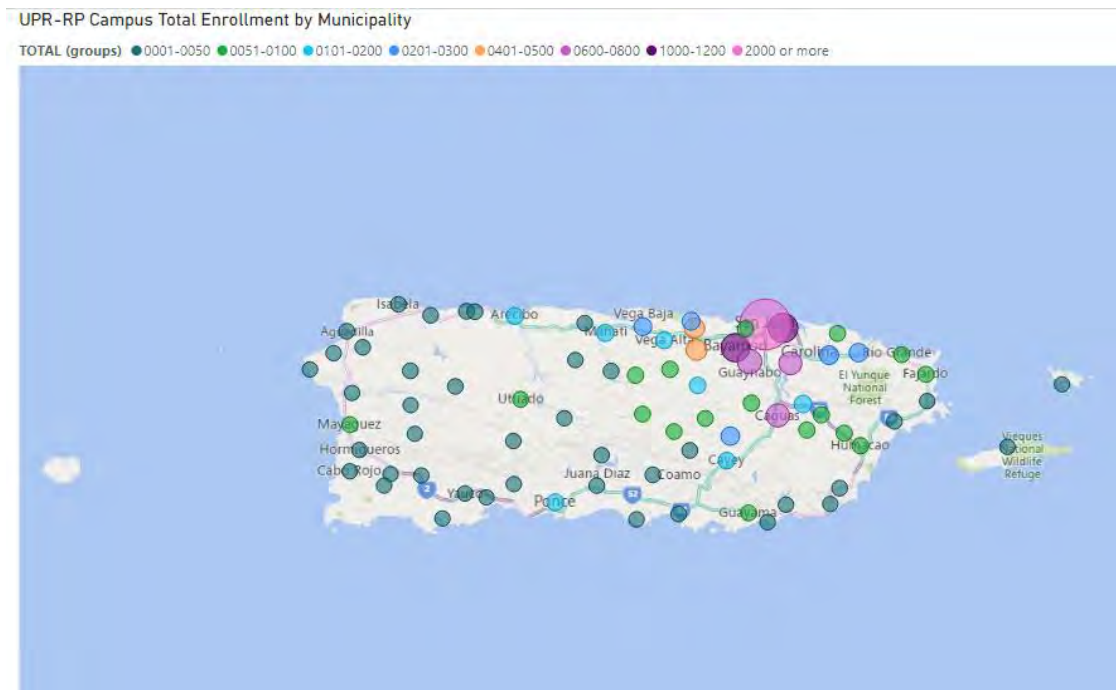 UPR-RP Campus Total Enrollment by Municipality
TOTAL (groups) 0001-0050 0051-0100 0101-0200 0201-0300 0401-0500 0600-0800 1000-1200 2000 or more
Isabela
Arecibo
Vega Baja
San
Aguadilla
Manatí
Vega Alta
Carolina
Río Grande
Guaynabo
El Yunque
National
Forest
Fajardo
Utuado
Mayagüez
Caguas
Humacao
Hormigueros
Cayey
Vieques
National
Wildlife
Refuge
Cabo Rojo
Juana Díaz
Coamo
2
Yauco
Ponce
52
Guayama